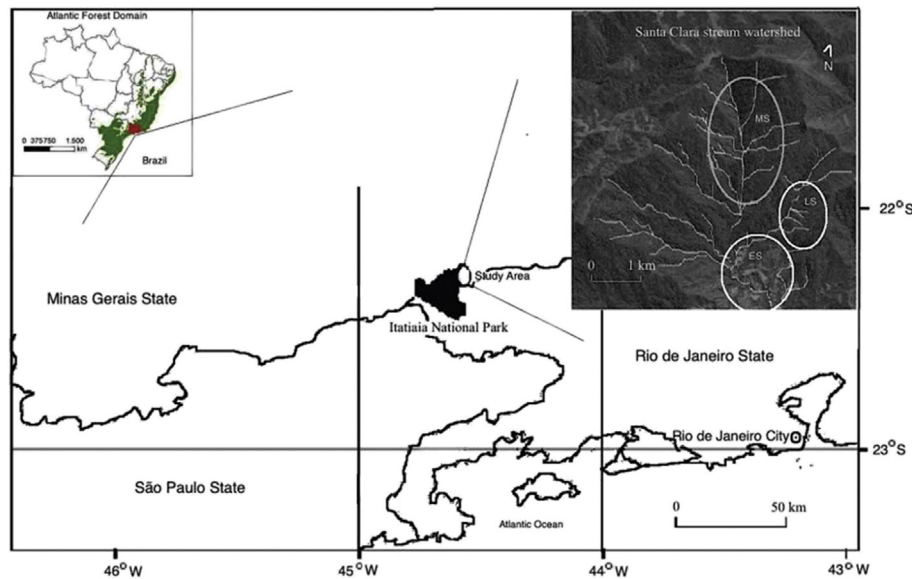 Atlantic Forest Domain
0 375750 1.500
km
Brazil
Santa Clara stream watershed
N
MS
LS
ES
0 1 km
22°S
Study Area
Minas Gerais State
Itatiaia National Park
Rio de Janeiro State
Rio de Janeiro City
23°S
São Paulo State
0 50 km
Atlantic Ocean
46°W
45°W
44°W
43°W